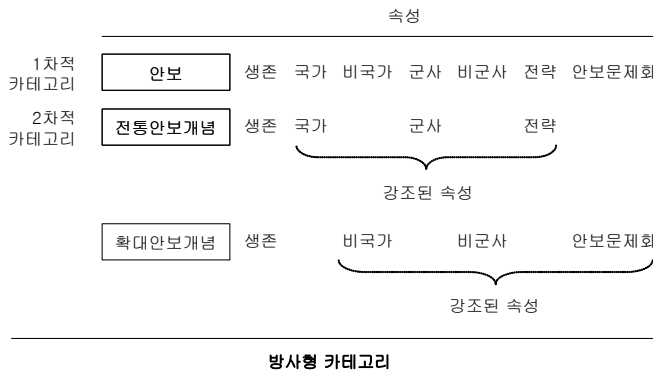 속성
1차적 카테고리 안보 생존 국가 비국가 군사 비군사 전략 안보문제화
2차적 카테고리 전통안보개념 생존 국가 군사 전략
강조된 속성
확대안보개념 생존 비국가 비군사 안보문제화
강조된 속성
방사형 카테고리